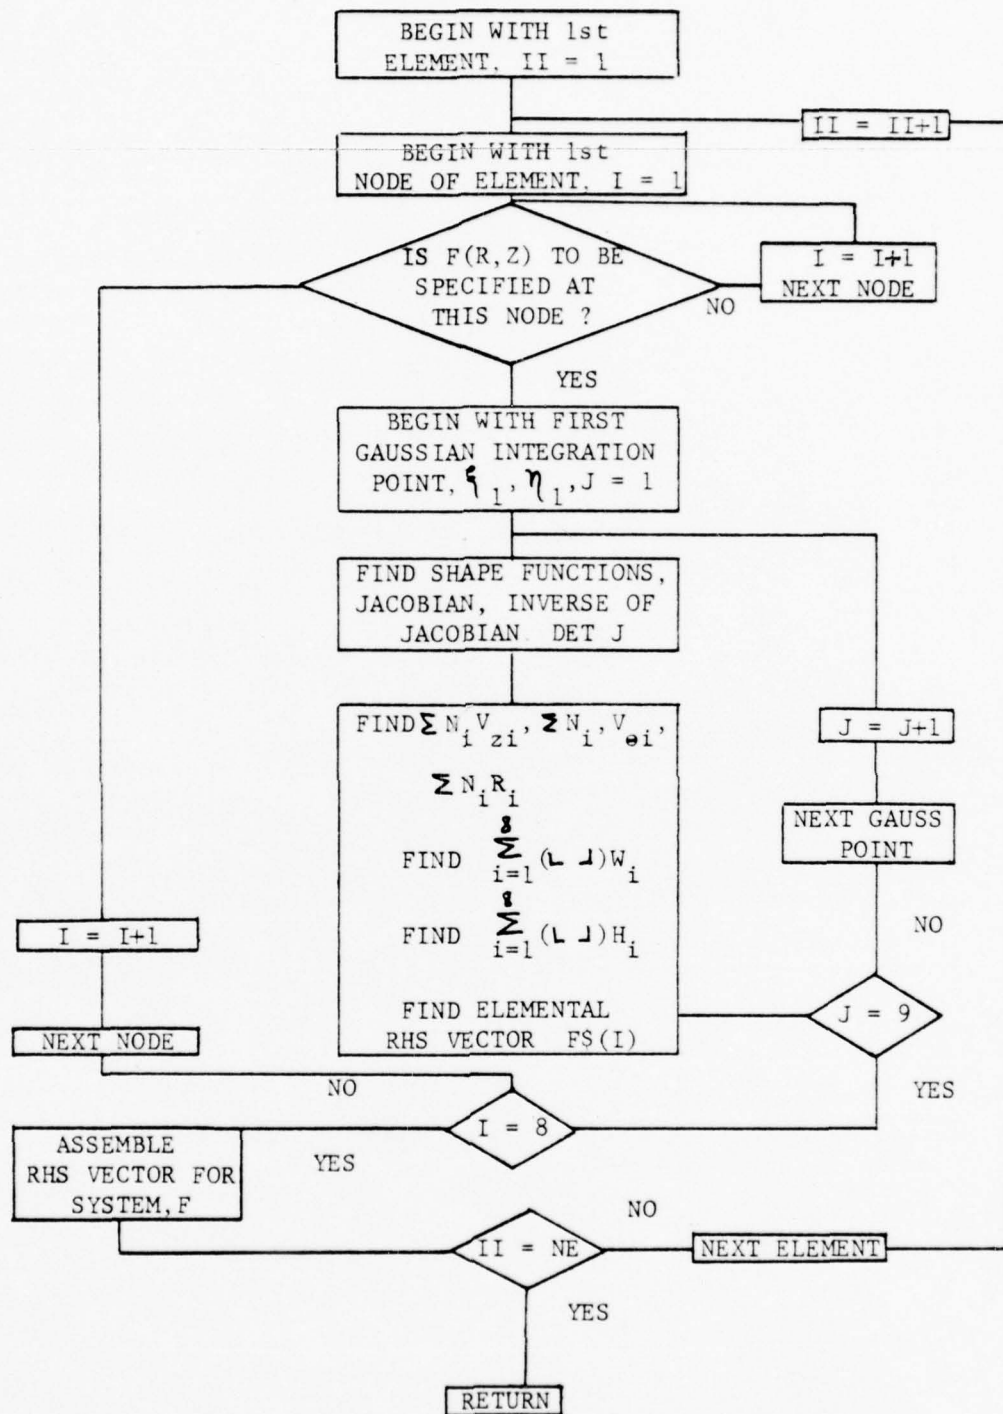 BEGIN WITH 1st
ELEMENT, II = 1
II = II+1
BEGIN WITH 1st
NODE OF ELEMENT, I = 1
IS F(R,Z) TO BE
SPECIFIED AT
THIS NODE ?
I = I+1
NEXT NODE
NO
YES
BEGIN WITH FIRST
GAUSSIAN INTEGRATION
POINT, ξ1, η1, J = 1
FIND SHAPE FUNCTIONS,
JACOBIAN, INVERSE OF
JACOBIAN DET J
FIND Σ NiVzi, Σ Ni, Vθi,
Σ NiRi
FIND Σ i=1 8 (L ┘)Wi
FIND Σ i=1 8 (L ┘)Hi
FIND ELEMENTAL
RHS VECTOR F$(I)
J = J+1
NEXT GAUSS
POINT
NO
J = 9
YES
I = I+1
NEXT NODE
NO
I = 8
YES
ASSEMBLE
RHS VECTOR FOR
SYSTEM, F
II = NE
NO
NEXT ELEMENT
YES
RETURN